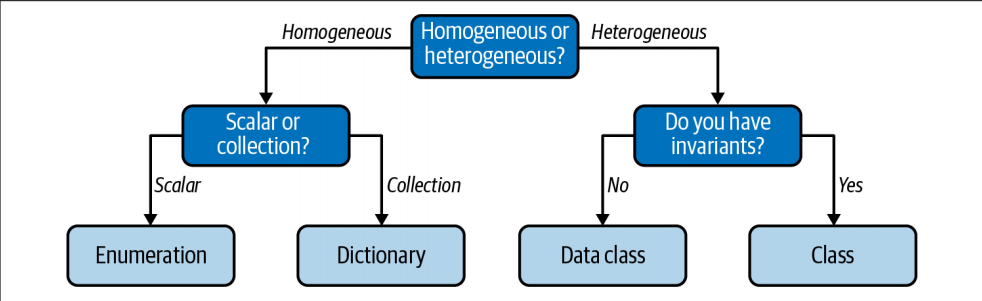 Homogeneous
Homogeneous or
heterogeneous?
Heterogeneous
Scalar or
collection?
Do you have
invariants?
Scalar
Collection
No
Yes
Enumeration
Dictionary
Data class
Class